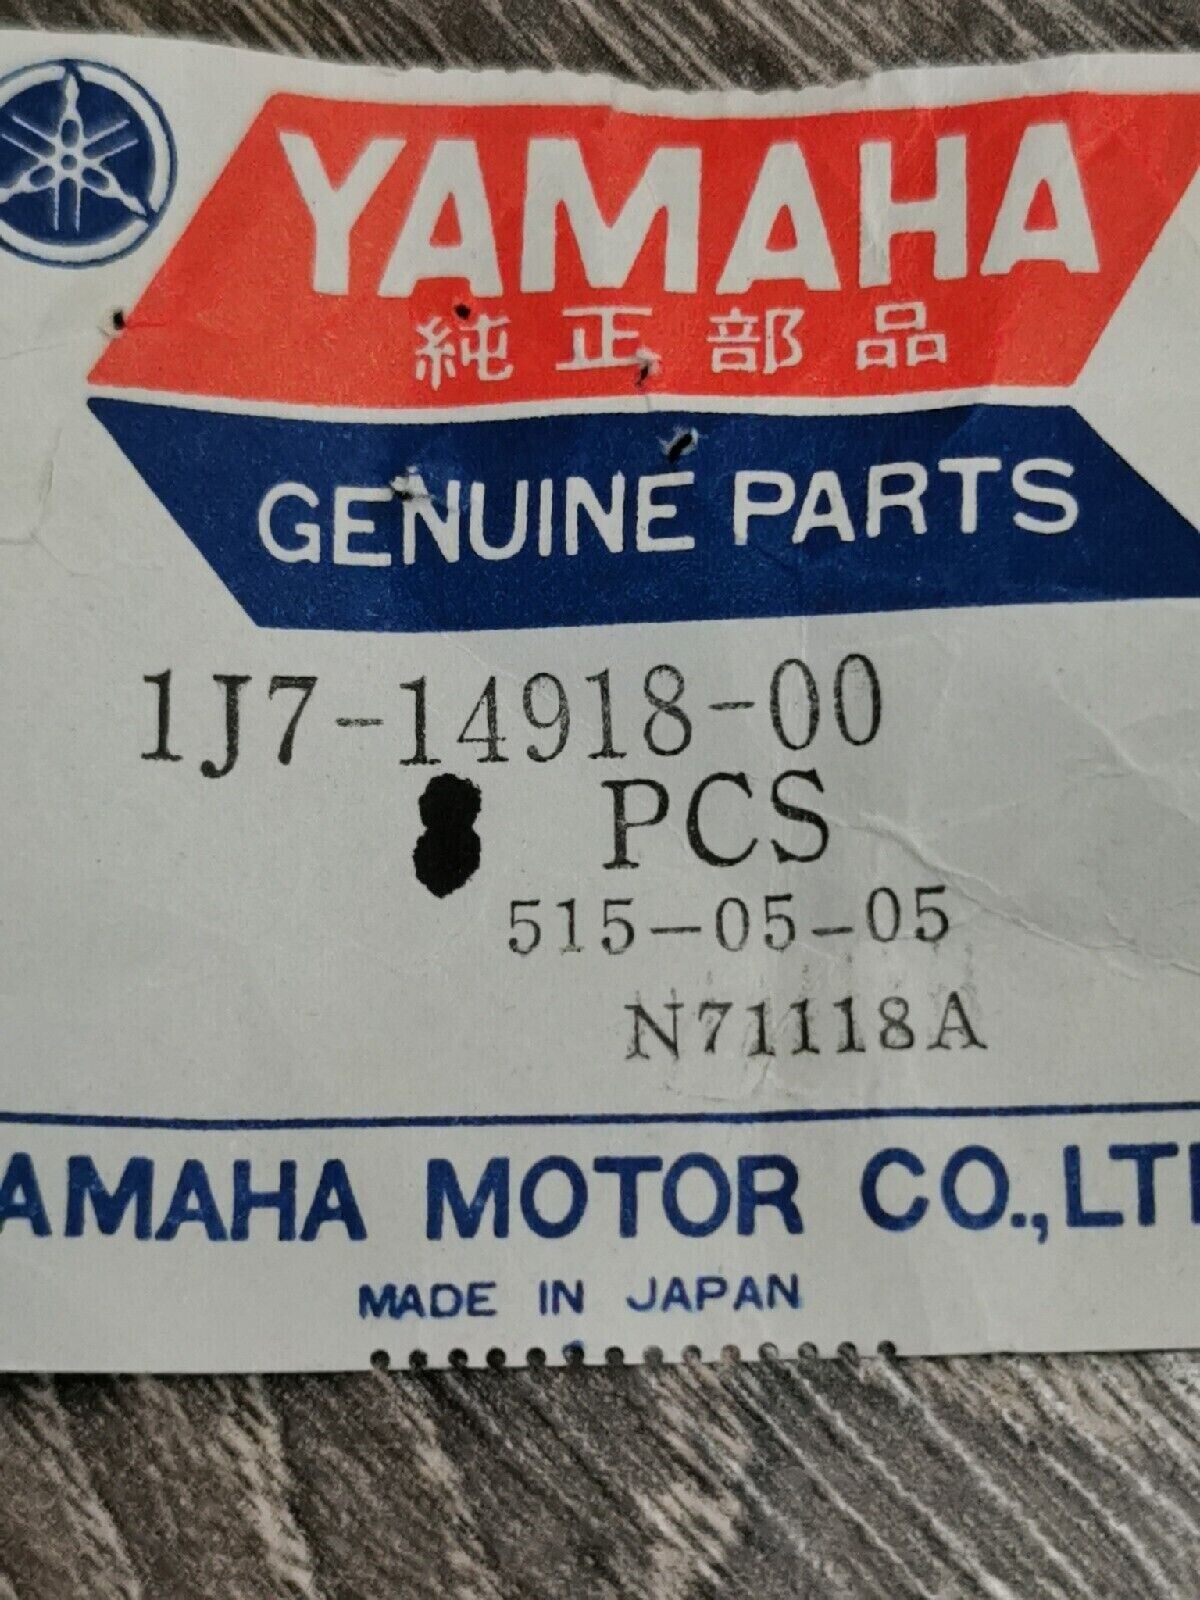 YAMAHA
純正部品
GENUINE PARTS
1J7-14918-00
PCS
515-05-05
N71118A
AMAHA MOTOR CO.,LT
MADE IN JAPAN